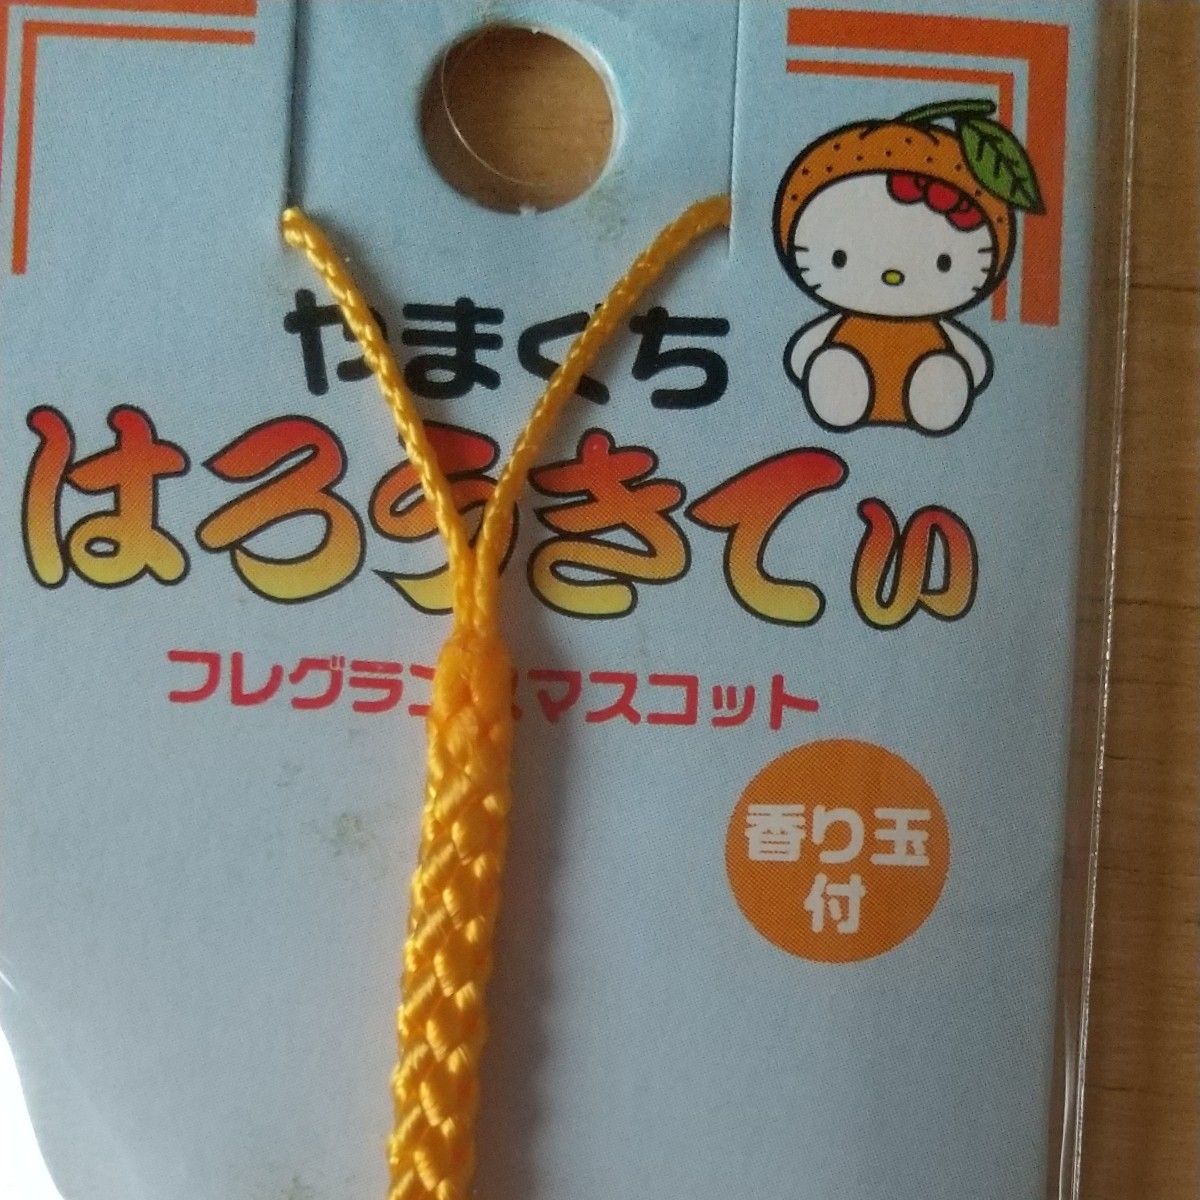 やまぐち
はろうきてぃ
フレグランスマスコット
香り玉
付